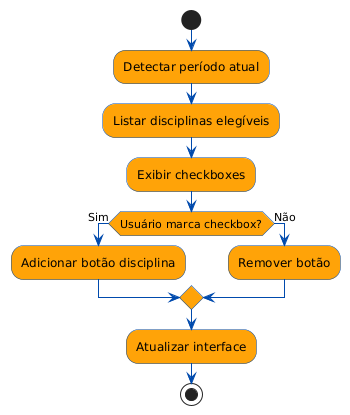 Detectar período atual
Listar disciplinas elegíveis
Exibir checkboxes
Usuário marca checkbox?
Sim
Não
Adicionar botão disciplina
Remover botão
Atualizar interface